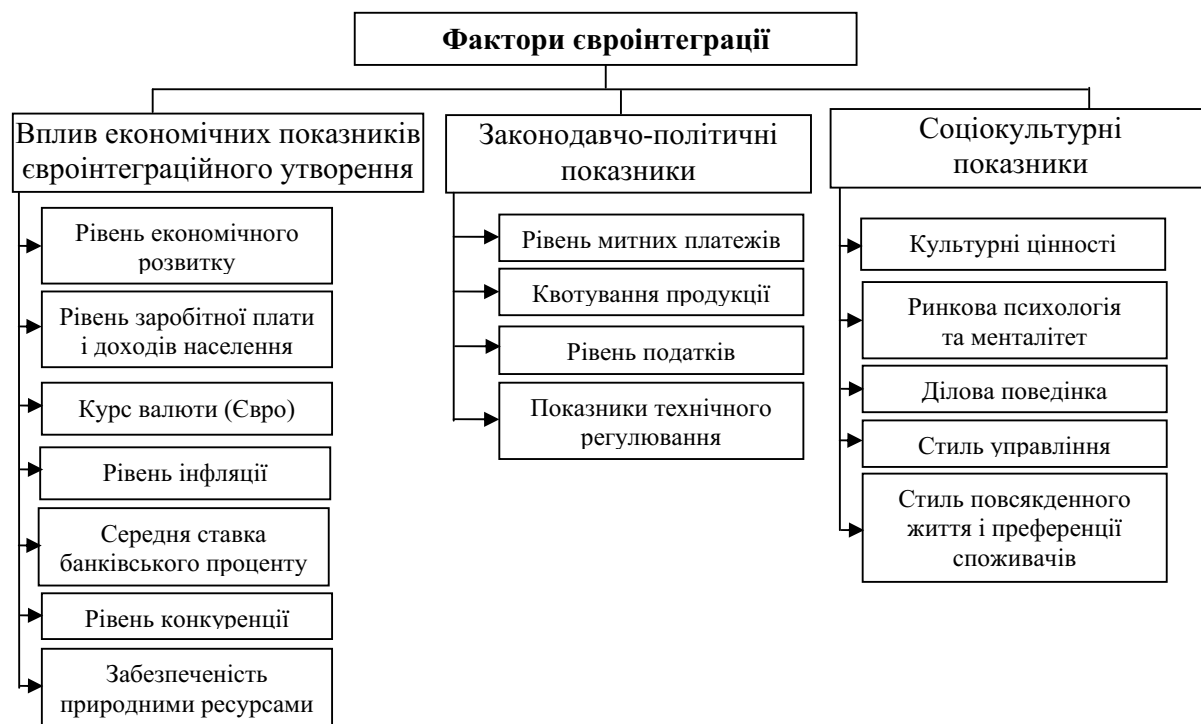 Фактори євроінтеграції
Вплив економічних показників
євроінтеграційного утворення
Рівень економічного
розвитку
Рівень заробітної плати
і доходів населення
Курс валюти (Євро)
Рівень інфляції
Середня ставка
банківського проценту
Рівень конкуренції
Забезпеченість
природними ресурсами
Законодавчо-політичні
показники
Рівень митних платежів
Квотування продукції
Рівень податків
Показники технічного
регулювання
Соціокультурні
показники
Культурні цінності
Ринкова психологія
та менталітет
Ділова поведінка
Стиль управління
Стиль повсякденного
життя і преференції
споживачів